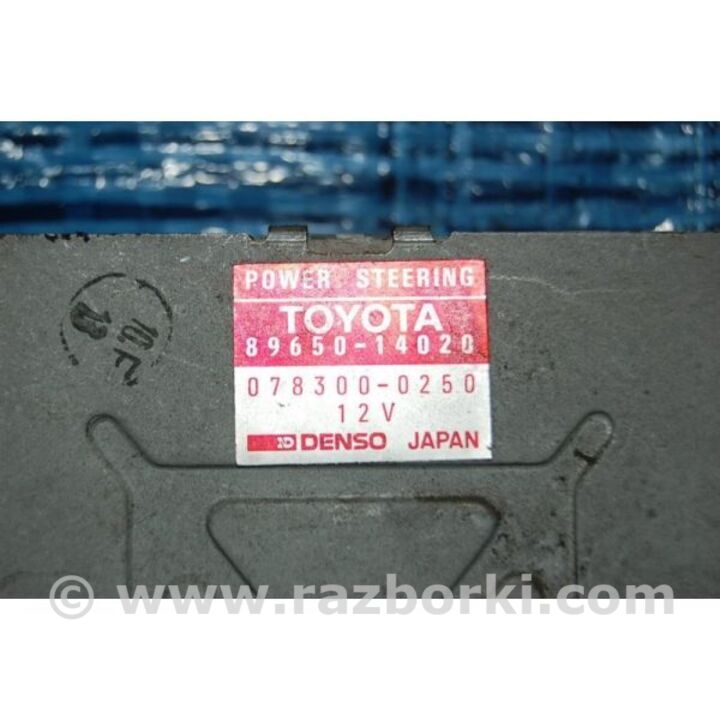 POWER STEERING
TOYOTA
89650-14020
078300-0250
12V
DENSO JAPAN
© www.razborki.com